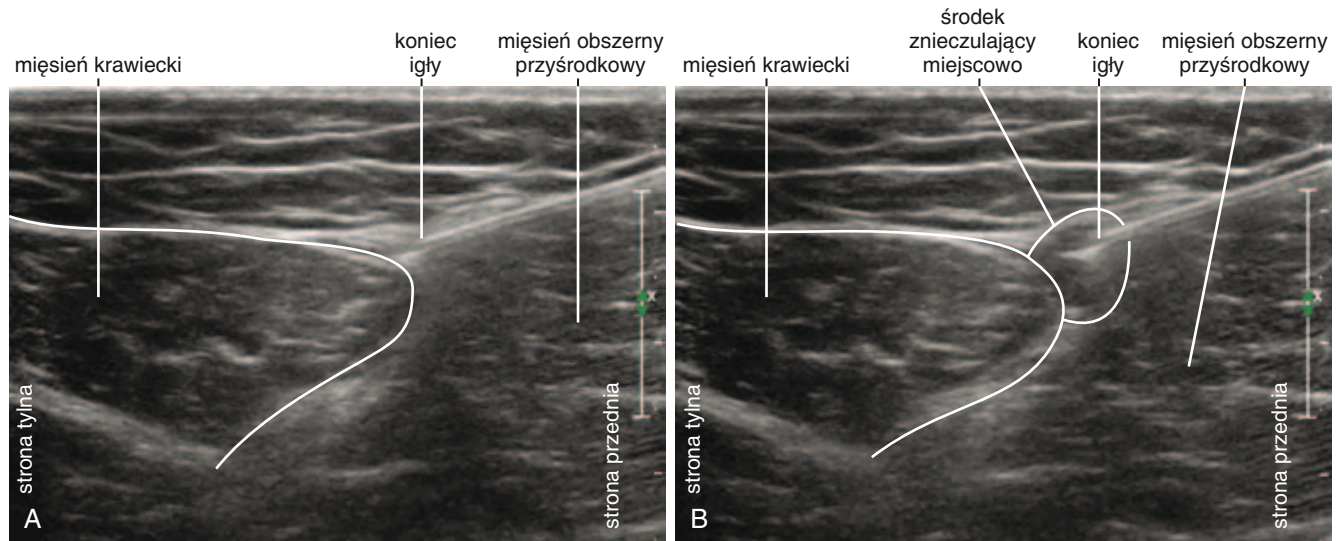 mięsień krawiecki
koniec
igły
mięsień obszerny
przyśrodkowy
strona tylna
strona przednia
A
mięsień krawiecki
środek
znieczulający
miejscowo
koniec
igły
mięsień obszerny
przyśrodkowy
strona tylna
strona przednia
x
B